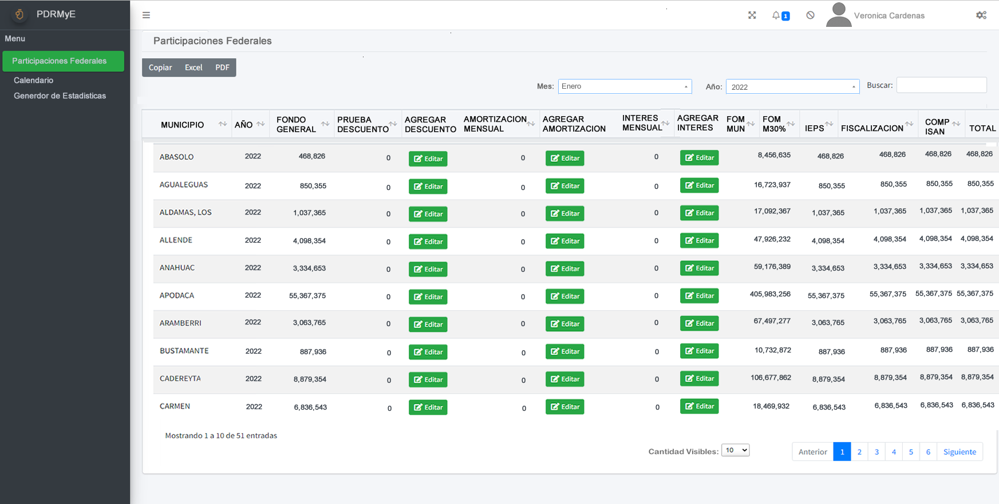 PDRMyE
1
Veronica Cardenas
Menu
Participaciones Federales
Participaciones Federales
Calendario
Generdor de Estadisticas
Copiar Excel PDF
Mes: Enero Año: 2022 Buscar:
MUNICIPIO AÑO FONDO GENERAL PRUEBA DESCUENTO AGREGAR DESCUENTO AMORTIZACION MENSUAL AGREGAR AMORTIZACION INTERES MENSUAL AGREGAR INTERES FOM MUN FOM M30% IEPS FISCALIZACION COMP ISAN TOTAL
ABASOLO 2022 468,826 0 Editar 0 Editar 0 Editar 8,456,635 468,826 468,826 468,826 468,826
AGUALEGUAS 2022 850,355 0 Editar 0 Editar 0 Editar 16,723,937 850,355 850,355 850,355 850,355
ALDAMAS, LOS 2022 1,037,365 0 Editar 0 Editar 0 Editar 17,092,367 1,037,365 1,037,365 1,037,365 1,037,365
ALLENDE 2022 4,098,354 0 Editar 0 Editar 0 Editar 47,926,232 4,098,354 4,098,354 4,098,354 4,098,354
ANAHUAC 2022 3,334,653 0 Editar 0 Editar 0 Editar 59,176,389 3,334,653 3,334,653 3,334,653 3,334,653
APODACA 2022 55,367,375 0 Editar 0 Editar 0 Editar 405,983,256 55,367,375 55,367,375 55,367,375 55,367,375
ARAMBERRI 2022 3,063,765 0 Editar 0 Editar 0 Editar 67,497,277 3,063,765 3,063,765 3,063,765 3,063,765
BUSTAMANTE 2022 887,936 0 Editar 0 Editar 0 Editar 10,732,872 887,936 887,936 887,936 887,936
CADEREYTA 2022 8,879,354 0 Editar 0 Editar 0 Editar 106,677,862 8,879,354 8,879,354 8,879,354 8,879,354
CARMEN 2022 6,836,543 0 Editar 0 Editar 0 Editar 18,469,932 6,836,543 6,836,543 6,836,543 6,836,543
Mostrando 1 a 10 de 51 entradas
Cantidad Visibles: 10 Anterior 1 2 3 4 5 6 Siguiente